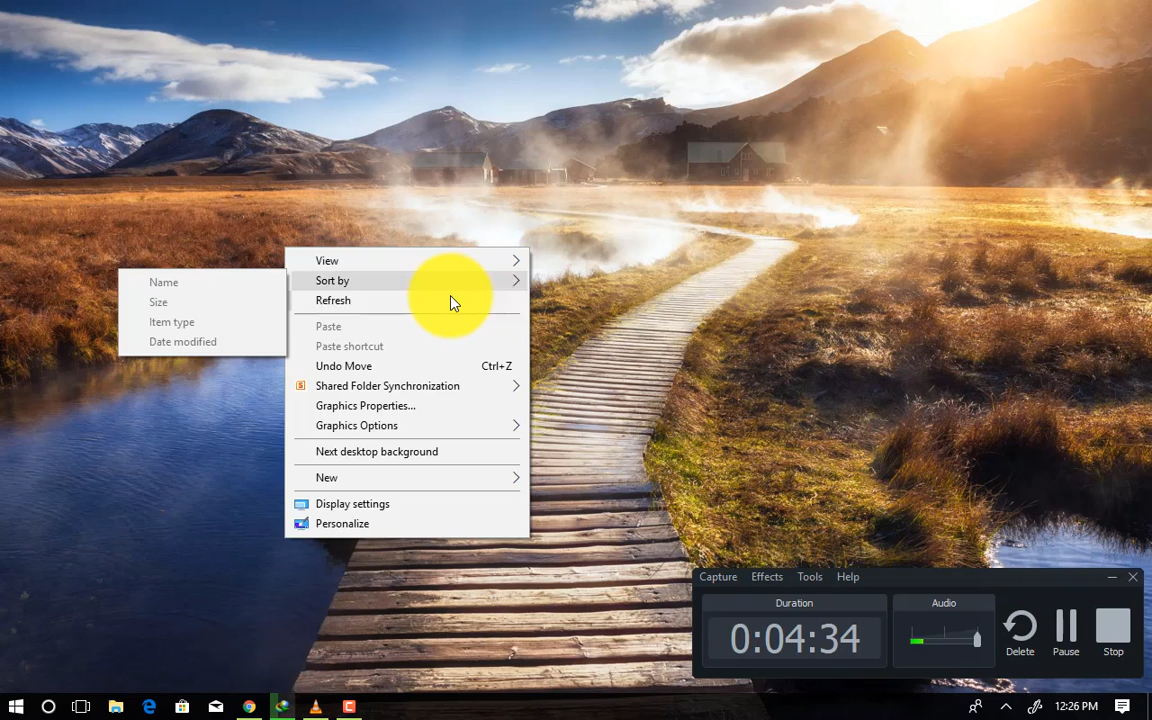 View
Sort by
Refresh
Paste
Paste shortcut
Undo Move Ctrl+Z
Shared Folder Synchronization
Graphics Properties...
Graphics Options
Next desktop background
New
Display settings
Personalize
Name
Size
Item type
Date modified
Capture Effects Tools Help
Duration
0:04:34
Audio
Delete
Pause
Stop
12:26 PM